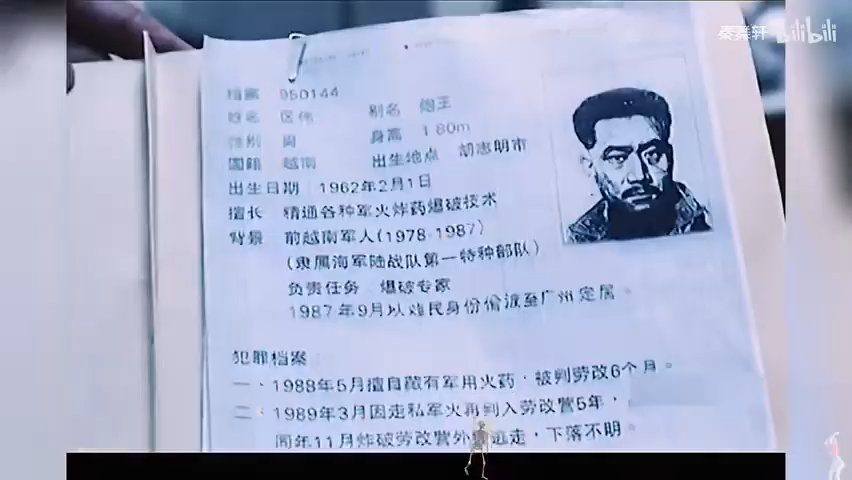 秦舞轩 bilibili
档案 950144
姓名 区伟 别名 炮王
性别 男 身高 1.80m
国籍 越南 出生地点 胡志明市
出生日期 1962年2月1日
擅长 精通各种军火炸药爆破技术
背景 前越南军人(1978-1987)
(隶属海军陆战队第一特种部队)
负责任务 爆破专家
1987年9月以难民身份偷渡至广州定居。
犯罪档案
一、1988年5月擅自藏有军用火药，被判劳改6个月。
二、1989年3月因走私军火再判入劳改营5年，
同年11月炸破劳改营外墙逃走，下落不明。